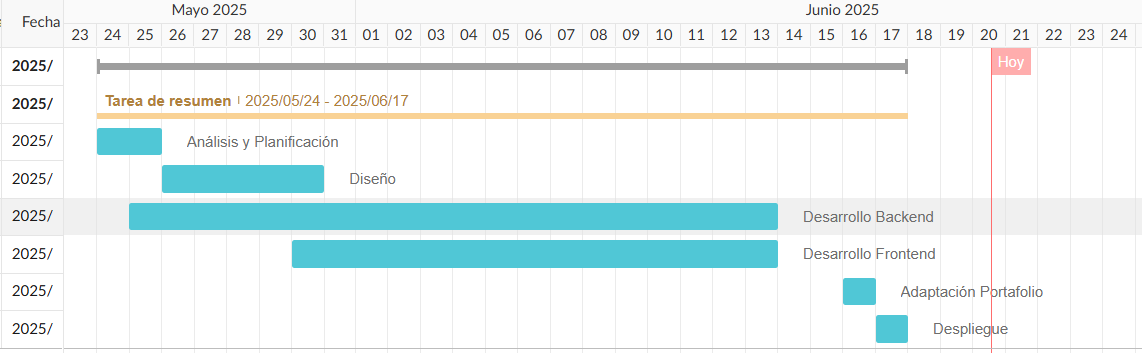 Mayo 2025
Junio 2025
Fecha
23 24 25 26 27 28 29 30 31 01 02 03 04 05 06 07 08 09 10 11 12 13 14 15 16 17 18 19 20 21 22 23 24
2025/
Hoy
2025/
Tarea de resumen 2025/05/24 - 2025/06/17
2025/
Análisis y Planificación
2025/
Diseño
2025/
Desarrollo Backend
2025/
Desarrollo Frontend
2025/
Adaptación Portafolio
2025/
Despliegue